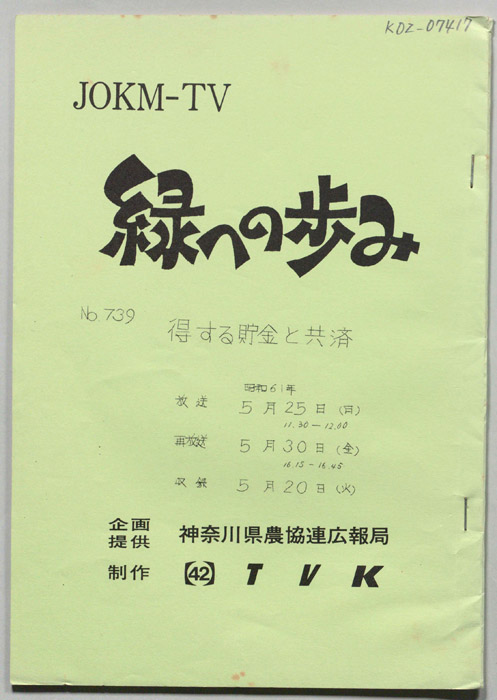 KDZ-07417
JOKM-TV
緑への歩み
No.739
得する貯金と共済
昭和61年
放送 5月25日(日)
11.30-12.00
再放送 5月30日(金)
16.15-16.45
収録 5月20日(火)
企画
提供 神奈川県農協連広報局
制作 【42】 TVK